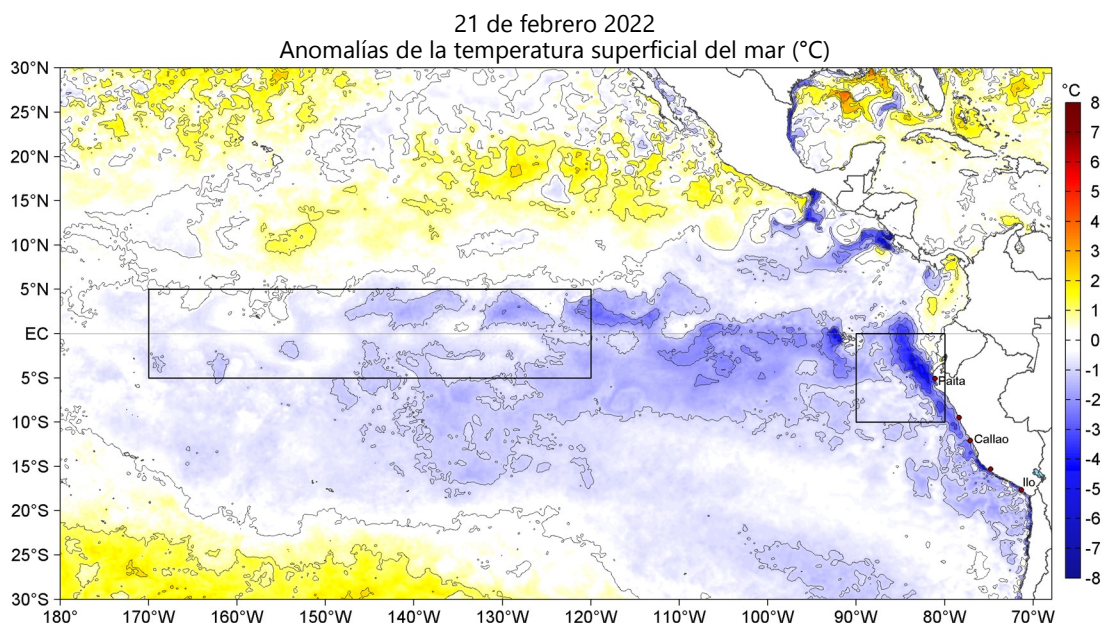 21 de febrero 2022
Anomalías de la temperatura superficial del mar (°C)
30°N
25°N
20°N
15°N
10°N
5°N
EC
5°S
10°S
15°S
20°S
25°S
30°S
180
170°W
160°W
150°W
140°W
130°W
120°W
110°W
100°W
90°W
80°W
70°W
Paita
Callao
Ilo
°C
8
7
6
5
4
3
2
1
0
-1
-2
-3
-4
-5
-6
-7
-8